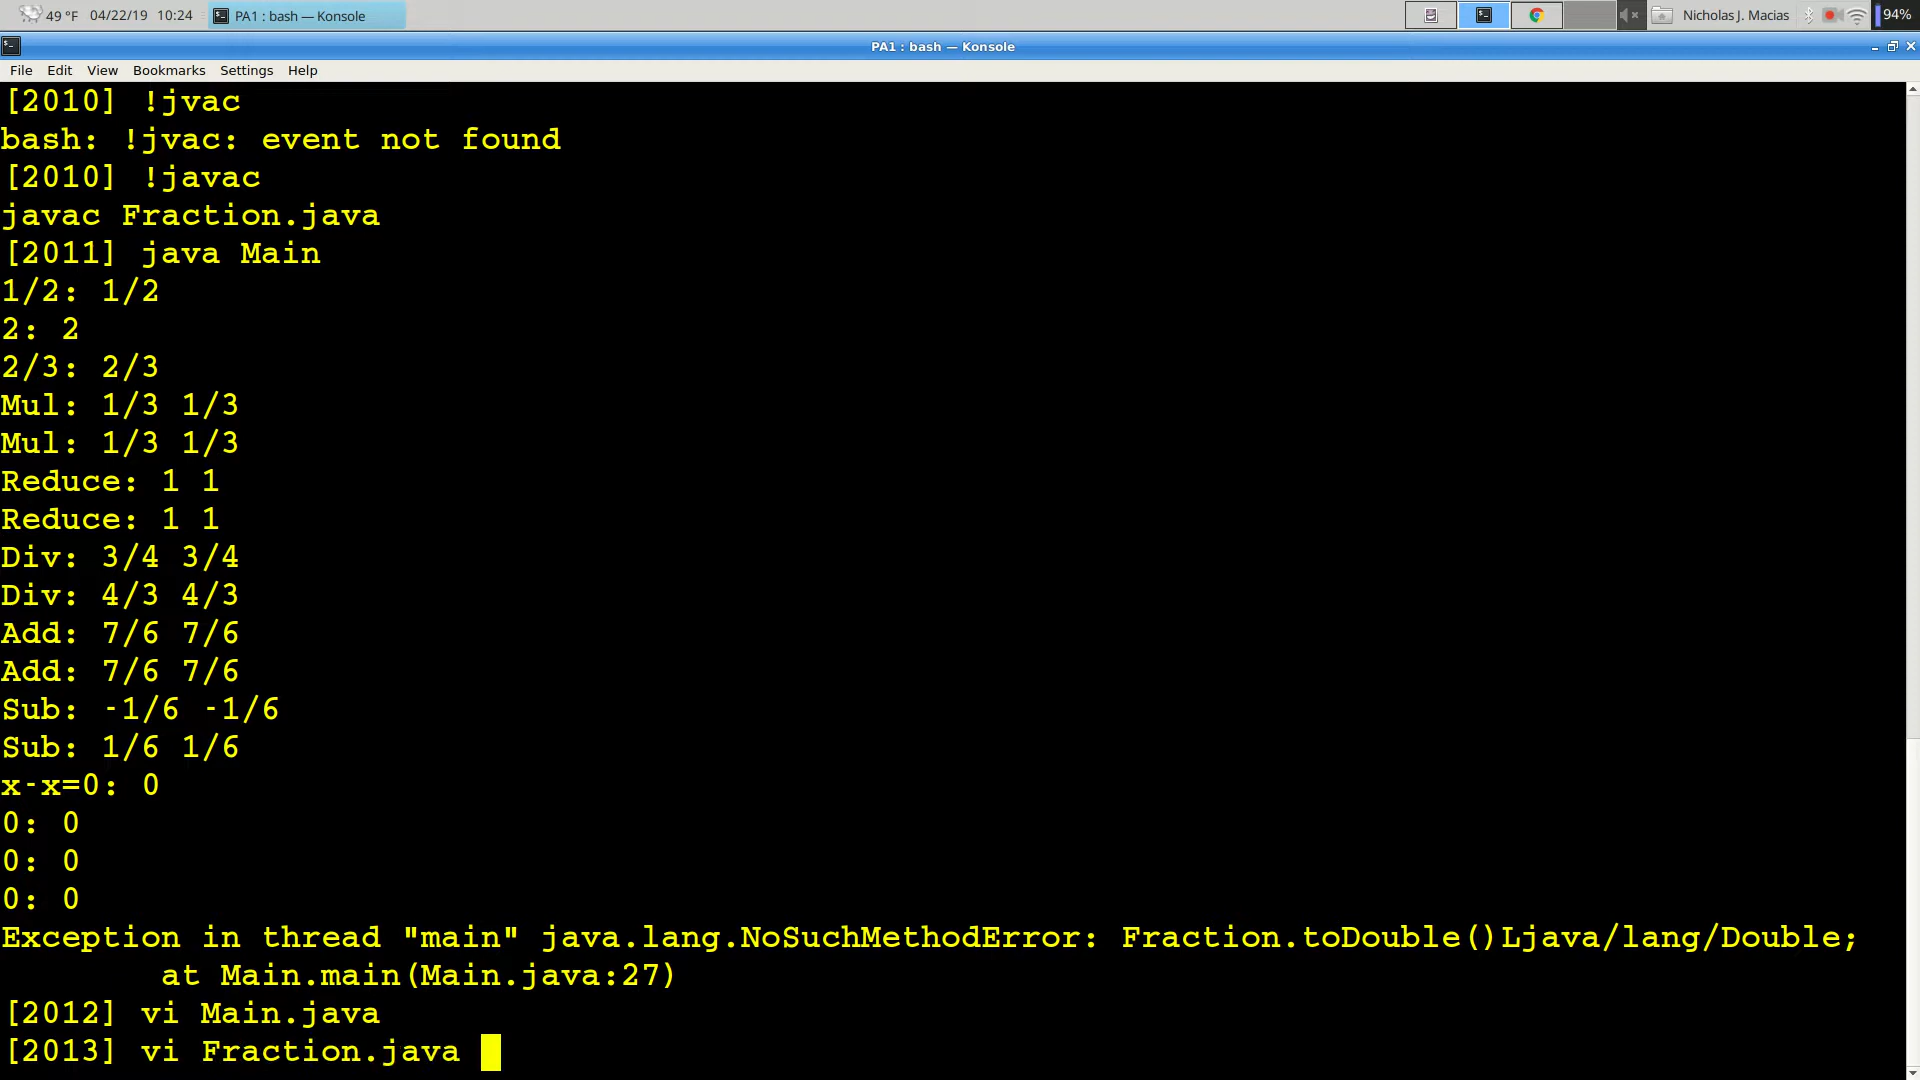 49 °F 04/22/19 10:24 PA1 : bash — Konsole Nicholas J. Macias 94%
PA1 : bash — Konsole
File Edit View Bookmarks Settings Help
[2010] !jvac
bash: !jvac: event not found
[2010] !javac
javac Fraction.java
[2011] java Main
1/2: 1/2
2: 2
2/3: 2/3
Mul: 1/3 1/3
Mul: 1/3 1/3
Reduce: 1 1
Reduce: 1 1
Div: 3/4 3/4
Div: 4/3 4/3
Add: 7/6 7/6
Add: 7/6 7/6
Sub: -1/6 -1/6
Sub: 1/6 1/6
x-x=0: 0
0: 0
0: 0
0: 0
Exception in thread "main" java.lang.NoSuchMethodError: Fraction.toDouble()Ljava/lang/Double;
at Main.main(Main.java:27)
[2012] vi Main.java
[2013] vi Fraction.java